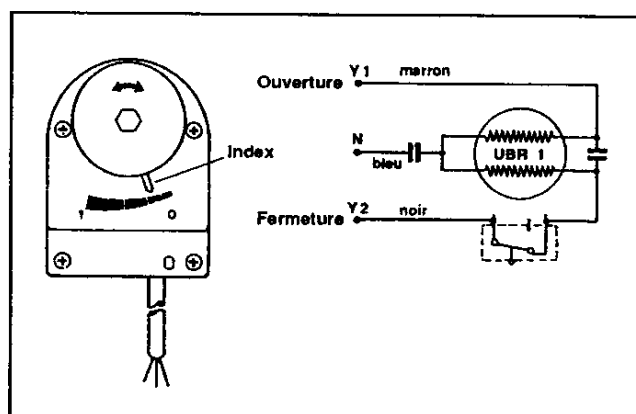 Index
1 0
Ouverture Y1 marron
N
bleu
UBR 1
Fermeture Y2 noir